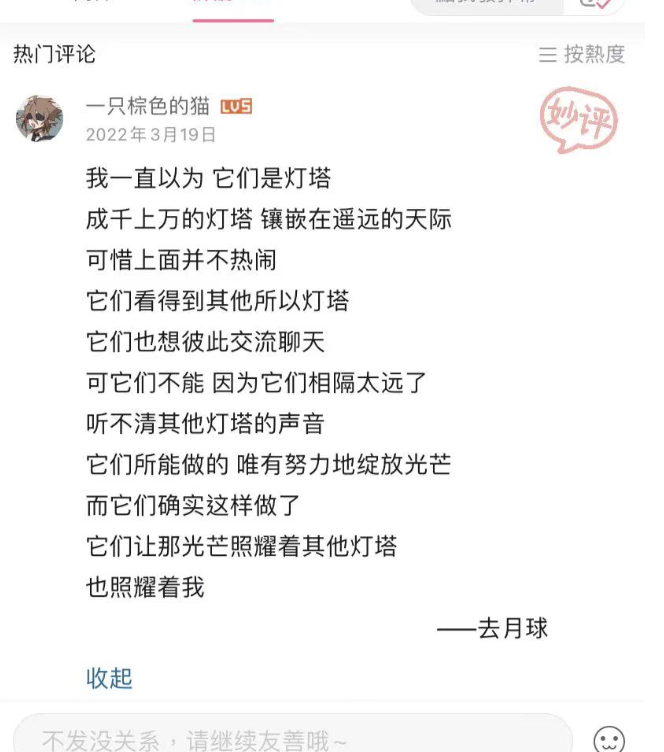 热门评论
按熱度
一只棕色的猫 LV5
2022年3月19日
妙评
我一直以为 它们是灯塔
成千上万的灯塔 镶嵌在遥远的天际
可惜上面并不热闹
它们看得到其他所以灯塔
它们也想彼此交流聊天
可它们不能 因为它们相隔太远了
听不清其他灯塔的声音
它们所能做的 唯有努力地绽放光芒
而它们确实这样做了
它们让那光芒照耀着其他灯塔
也照耀着我
——去月球
收起
不发没关系，请继续友善哦~